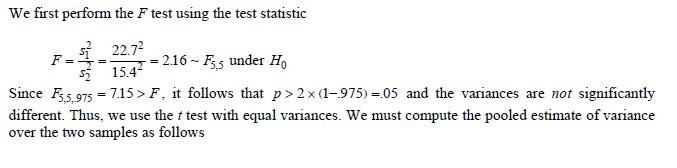 We first perform the F test using the test statistic
F = s₁²/s₂² = 22.7²/15.4² = 2.16 ~ F₅,₅ under H₀
Since F₅,₅,.₉₇₅ = 7.15 > F, it follows that p > 2 × (1–.975) =.05 and the variances are not significantly
different. Thus, we use the t test with equal variances. We must compute the pooled estimate of variance
over the two samples as follows